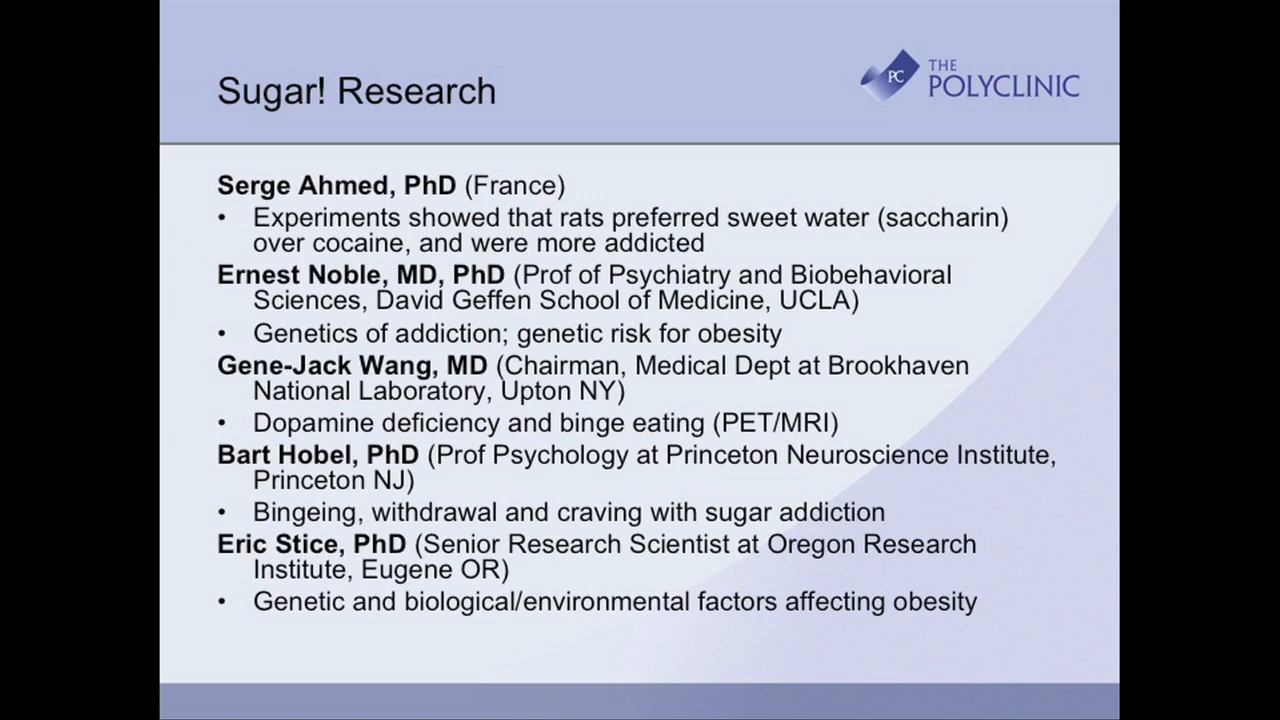 Sugar! Research
PC
THE
POLYCLINIC
Serge Ahmed, PhD (France)
• Experiments showed that rats preferred sweet water (saccharin)
over cocaine, and were more addicted
Ernest Noble, MD, PhD (Prof of Psychiatry and Biobehavioral
Sciences, David Geffen School of Medicine, UCLA)
• Genetics of addiction; genetic risk for obesity
Gene-Jack Wang, MD (Chairman, Medical Dept at Brookhaven
National Laboratory, Upton NY)
• Dopamine deficiency and binge eating (PET/MRI)
Bart Hobel, PhD (Prof Psychology at Princeton Neuroscience Institute,
Princeton NJ)
• Bingeing, withdrawal and craving with sugar addiction
Eric Stice, PhD (Senior Research Scientist at Oregon Research
Institute, Eugene OR)
• Genetic and biological/environmental factors affecting obesity